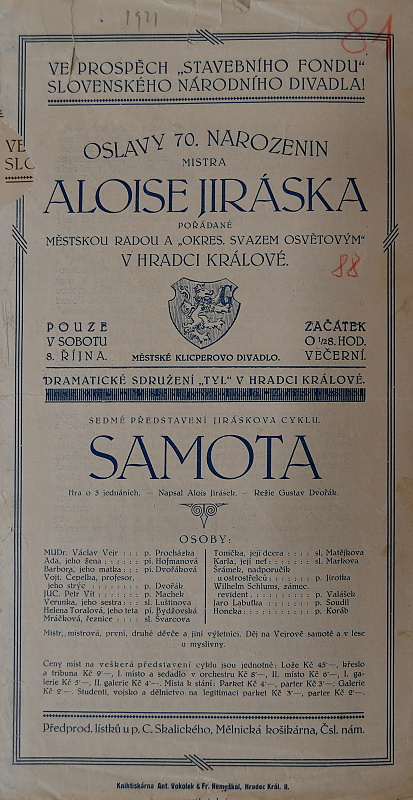 1921
81
VE PROSPĚCH „STAVEBNÍHO FONDU“
SLOVENSKÉHO NÁRODNÍHO DIVADLA!
VE
SLO
OSLAVY 70. NAROZENIN
MISTRA
ALOISE JIRÁSKA
POŘÁDANÉ
MĚSTSKOU RADOU A „OKRES. SVAZEM OSVĚTOVÝM“
V HRADCI KRÁLOVÉ.
88
G
POUZE
V SOBOTU
8. ŘÍJNA.
MĚSTSKÉ KLICPEROVO DIVADLO.
ZAČÁTEK
O ½8. HOD.
VEČERNÍ.
DRAMATICKÉ SDRUŽENÍ „TYL“ V HRADCI KRÁLOVÉ.
SEDMÉ PŘEDSTAVENÍ JIRÁSKOVA CYKLU.
SAMOTA
Hra o 3 jednáních. — Napsal Alois Jirásek. — Režie Gustav Dvořák.
OSOBY:
MUDr. Václav Vejr : : : p. Procházka
Ada, jeho žena : : : : : pí. Hofmanová
Barbora, jeho matka : : : pí. Dvořáková
Vojt. Čepelka, profesor,
jeho strýc : : : : : : p. Dvořák
JUC. Petr Vít : : : : : p. Machek
Verunka, jeho sestra : : sl. Luštinova
Helena Toralová, jeho teta pí. Bydžovská
Mráčková, řeznice : : : sl. Švarcova
Tonička, její dcera : : : sl. Matějkova
Karla, její neť : : : : : sl. Markova
Šrámek, nadporučík
u ostrostřelců : : : : p. Jirotka
Wilhelm Schlums, zámec.
revident : : : : : : : p. Valášek
Jaro Labutka : : : : : p. Soudil
Honcka : : : : : : : : p. Koráb
Mistr, mistrová, první, druhé děvče a jiní výletníci. Děj na Vejrově samotě a v lese
u myslivny.
Ceny míst na veškerá představení cyklu jsou jednotné: Lože Kč 45—, křeslo
a tribuna Kč 9—, I. místo a sedadlo v orchestru Kč 8—, II. místo Kč 6—, I. ga-
lerie Kč 5—, II. galerie Kč 4—. Místa k stání: Parket Kč 4—, parter Kč 3—. Galerie
Kč 2—. Studenti, vojsko a dělnictvo na legitimaci parket Kč 3—, parter Kč 2—.
Předprod. lístků u p. C. Skalického, Mělnická košíkárna, Čsl. nám.
Knihtiskárna Ant. Vokolek & Fr. Nemeškal, Hradec Král. II.